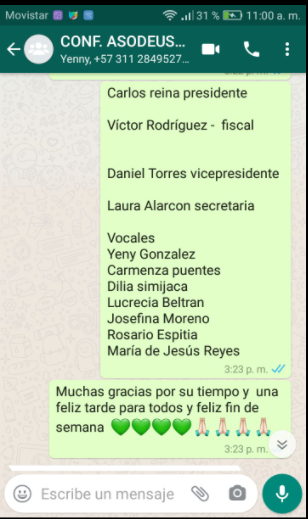 Movistar 31 % 11:00 a. m.
CONF. ASODEUS...
Yenny, +57 311 2849527...
Carlos reina presidente
Víctor Rodríguez - fiscal
Daniel Torres vicepresidente
Laura Alarcon secretaria
Vocales
Yeny Gonzalez
Carmenza puentes
Dilia simijaca
Lucrecia Beltran
Josefina Moreno
Rosario Espitia
María de Jesús Reyes
3:23 p. m.
Muchas gracias por su tiempo y una
feliz tarde para todos y feliz fin de
semana 💚💚💚💚🙏🏻🙏🏻🙏🏻🙏🏻
3:23 p. m.
Escribe un mensaje